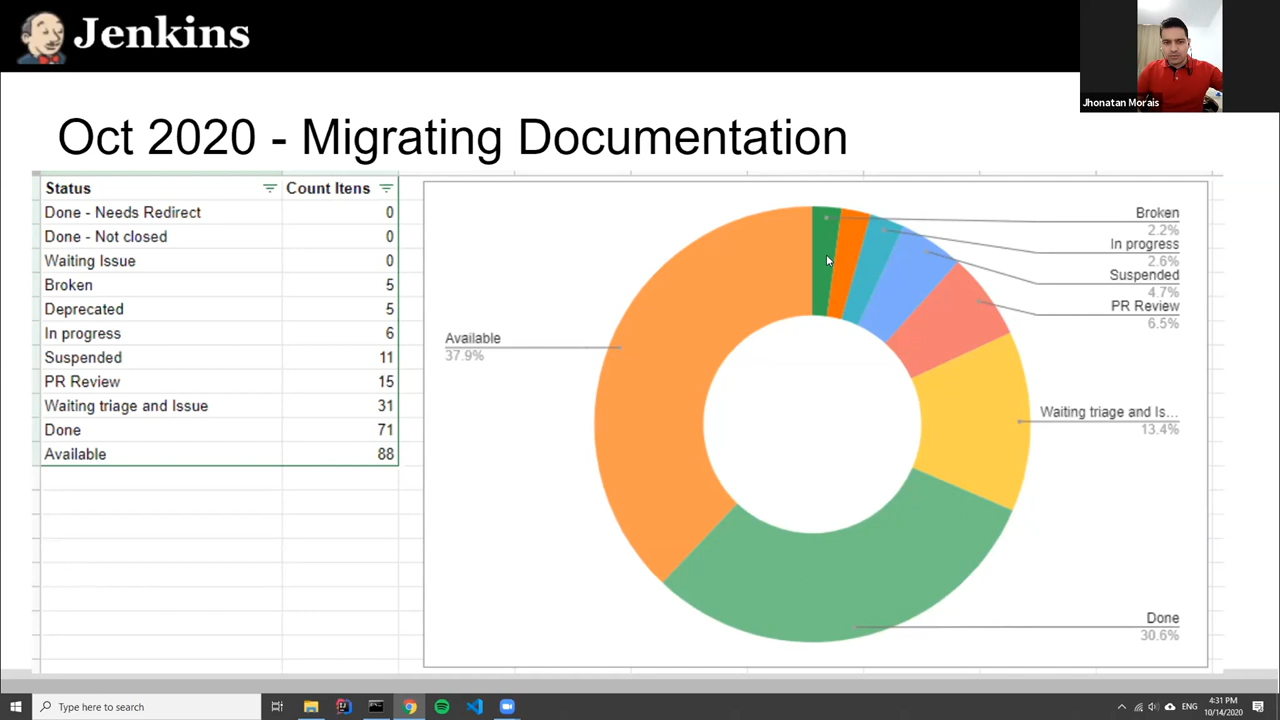 Jenkins
Jhonatan Morais
Oct 2020 - Migrating Documentation
Status Count Itens
Done - Needs Redirect 0
Done - Not closed 0
Waiting Issue 0
Broken 5
Deprecated 5
In progress 6
Suspended 11
PR Review 15
Waiting triage and Issue 31
Done 71
Available 88
Broken
2.2%
In progress
2.6%
Suspended
4.7%
PR Review
6.5%
Available
37.9%
Waiting triage and Is...
13.4%
Done
30.6%
Type here to search
ENG
4:31 PM
10/14/2020